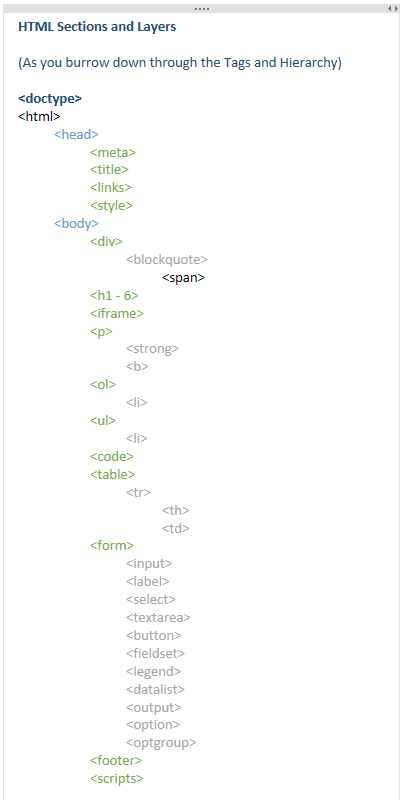 HTML Sections and Layers
(As you burrow down through the Tags and Hierarchy)
<doctype>
<html>
<head>
<meta>
<title>
<links>
<style>
<body>
<div>
<blockquote>
<span>
<h1 - 6>
<iframe>
<p>
<strong>
<b>
<ol>
<li>
<ul>
<li>
<code>
<table>
<tr>
<th>
<td>
<form>
<input>
<label>
<select>
<textarea>
<button>
<fieldset>
<legend>
<datalist>
<output>
<option>
<optgroup>
<footer>
<scripts>